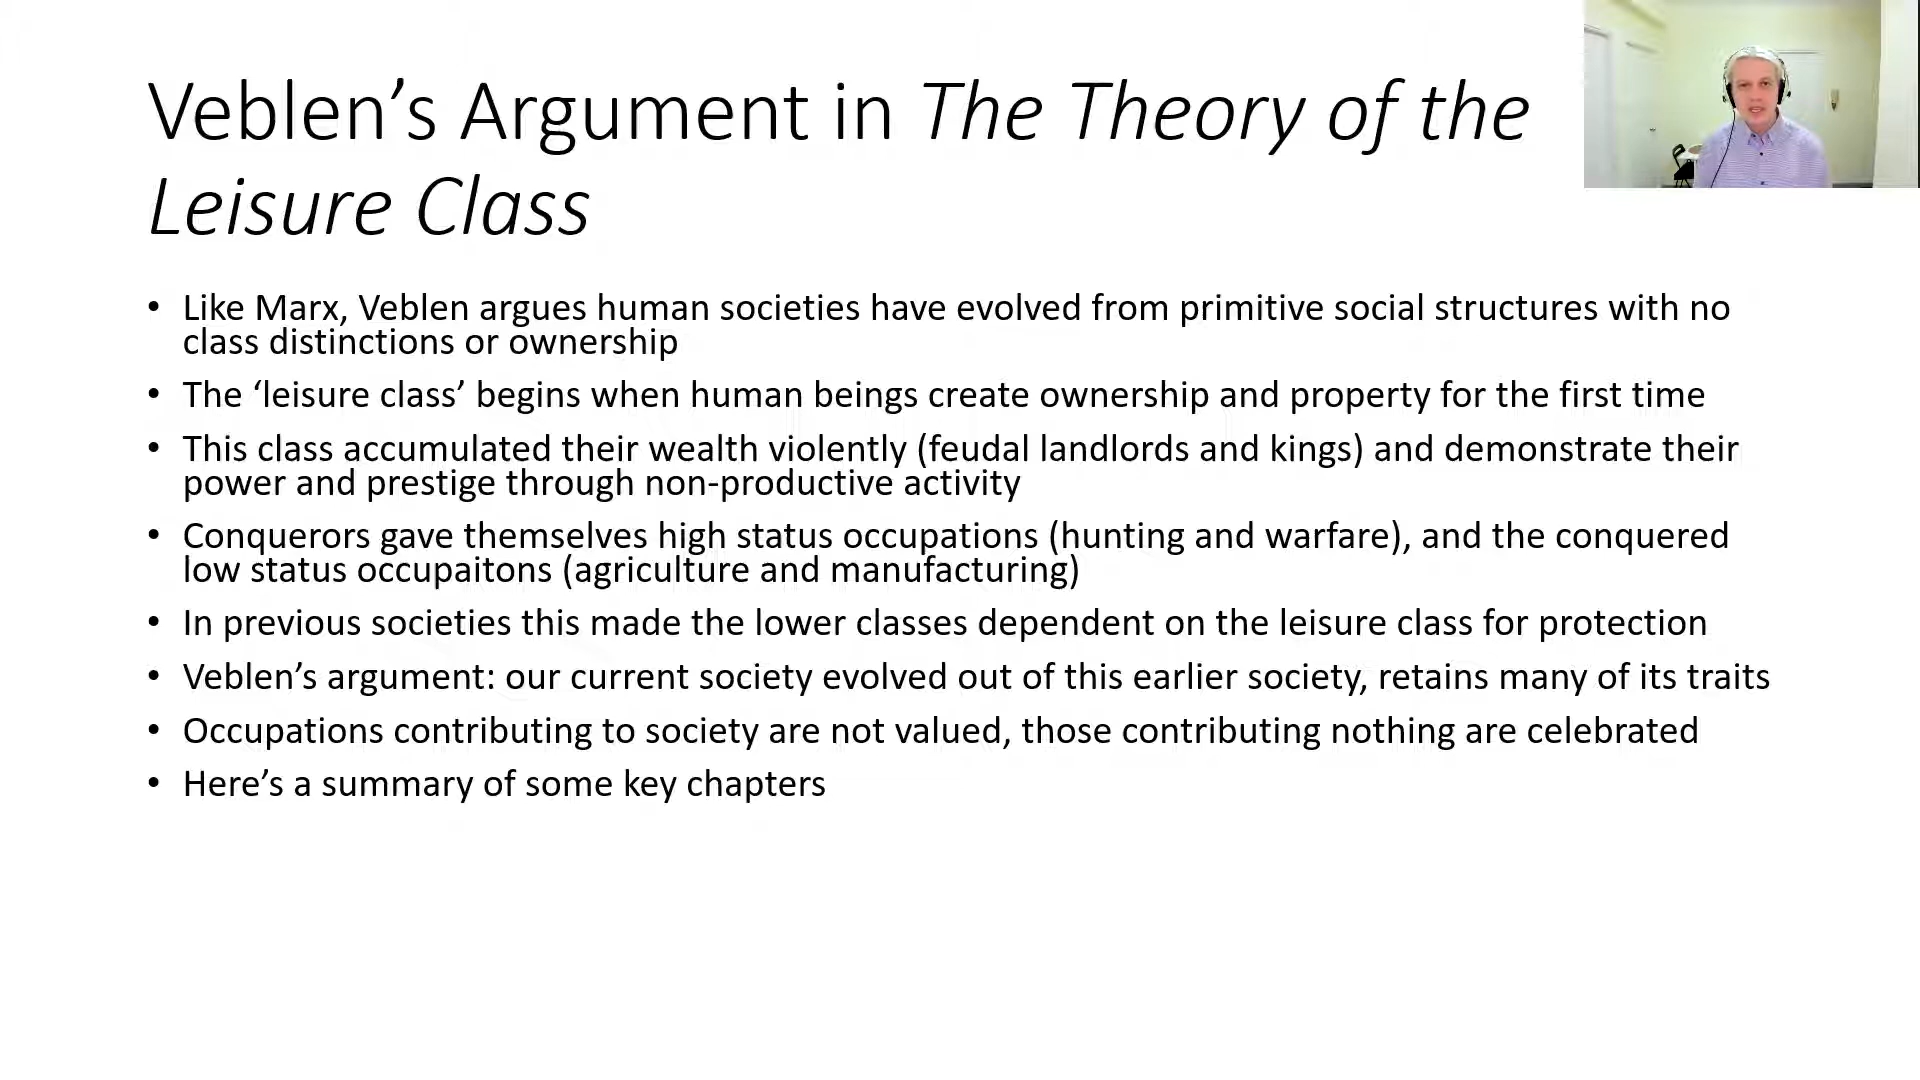 Veblen’s Argument in The Theory of the
Leisure Class
• Like Marx, Veblen argues human societies have evolved from primitive social structures with no
class distinctions or ownership
• The ‘leisure class’ begins when human beings create ownership and property for the first time
• This class accumulated their wealth violently (feudal landlords and kings) and demonstrate their
power and prestige through non-productive activity
• Conquerors gave themselves high status occupations (hunting and warfare), and the conquered
low status occupaitons (agriculture and manufacturing)
• In previous societies this made the lower classes dependent on the leisure class for protection
• Veblen’s argument: our current society evolved out of this earlier society, retains many of its traits
• Occupations contributing to society are not valued, those contributing nothing are celebrated
• Here’s a summary of some key chapters